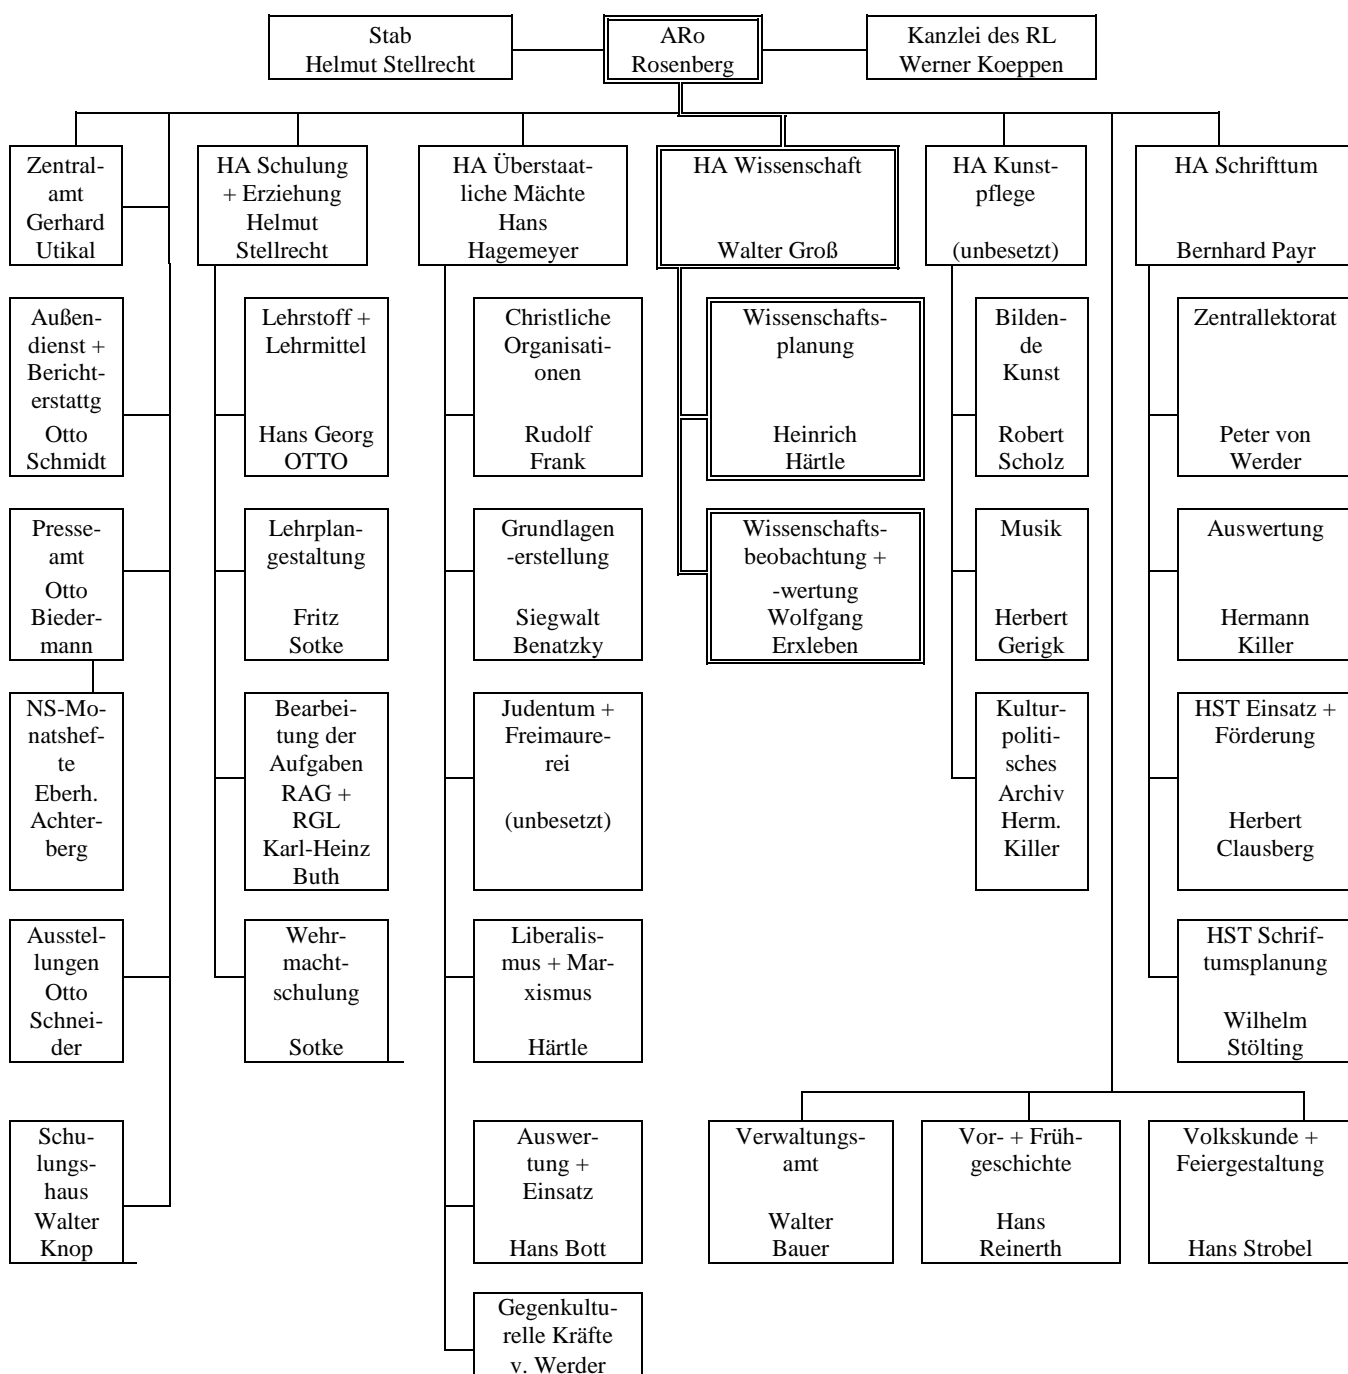 Stab
Helmut Stellrecht
ARo
Rosenberg
Kanzlei des RL
Werner Koeppen
Zentral-
amt
Gerhard
Utikal
HA Schulung
+ Erziehung
Helmut
Stellrecht
HA Überstaat-
liche Mächte
Hans
Hagemeyer
HA Wissenschaft
Walter Groß
HA Kunst-
pflege
(unbesetzt)
HA Schrifttum
Bernhard Payr
Außen-
dienst +
Bericht-
erstattg
Otto
Schmidt
Lehrstoff +
Lehrmittel
Hans Georg
OTTO
Christliche
Organisati-
onen
Rudolf
Frank
Wissenschafts-
planung
Heinrich
Härtle
Bilden-
de
Kunst
Robert
Scholz
Zentrallektorat
Peter von
Werder
Presse-
amt
Otto
Bieder-
mann
Lehrplan-
gestaltung
Fritz
Sotke
Grundlagen
-erstellung
Siegwalt
Benatzky
Wissenschafts-
beobachtung +
-wertung
Wolfgang
Erxleben
Musik
Herbert
Gerigk
Auswertung
Hermann
Killer
NS-Mo-
natshef-
te
Eberh.
Achter-
berg
Bearbei-
tung der
Aufgaben
RAG +
RGL
Karl-Heinz
Buth
Judentum +
Freimaure-
rei
(unbesetzt)
Kultur-
politi-
sches
Archiv
Herm.
Killer
HST Einsatz +
Förderung
Herbert
Clausberg
Ausstel-
lungen
Otto
Schnei-
der
Wehr-
macht-
schulung
Sotke
Liberalis-
mus + Mar-
xismus
Härtle
HST Schrif-
tumsplanung
Wilhelm
Stölting
Schu-
lungs-
haus
Walter
Knop
Auswer-
tung +
Einsatz
Hans Bott
Verwaltungs-
amt
Walter
Bauer
Vor- + Früh-
geschichte
Hans
Reinerth
Volkskunde +
Feiergestaltung
Hans Strobel
Gegenkultu-
relle Kräfte
v. Werder